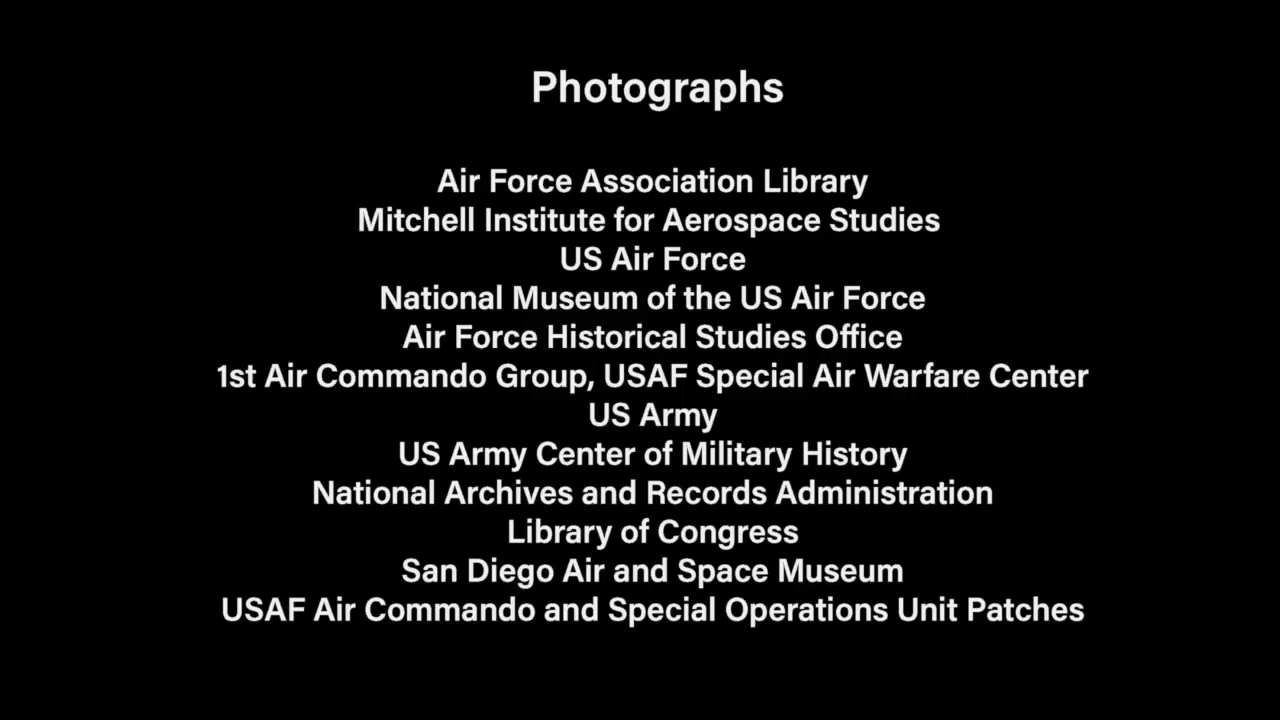 Photographs
Air Force Association Library
Mitchell Institute for Aerospace Studies
US Air Force
National Museum of the US Air Force
Air Force Historical Studies Office
1st Air Commando Group, USAF Special Air Warfare Center
US Army
US Army Center of Military History
National Archives and Records Administration
Library of Congress
San Diego Air and Space Museum
USAF Air Commando and Special Operations Unit Patches